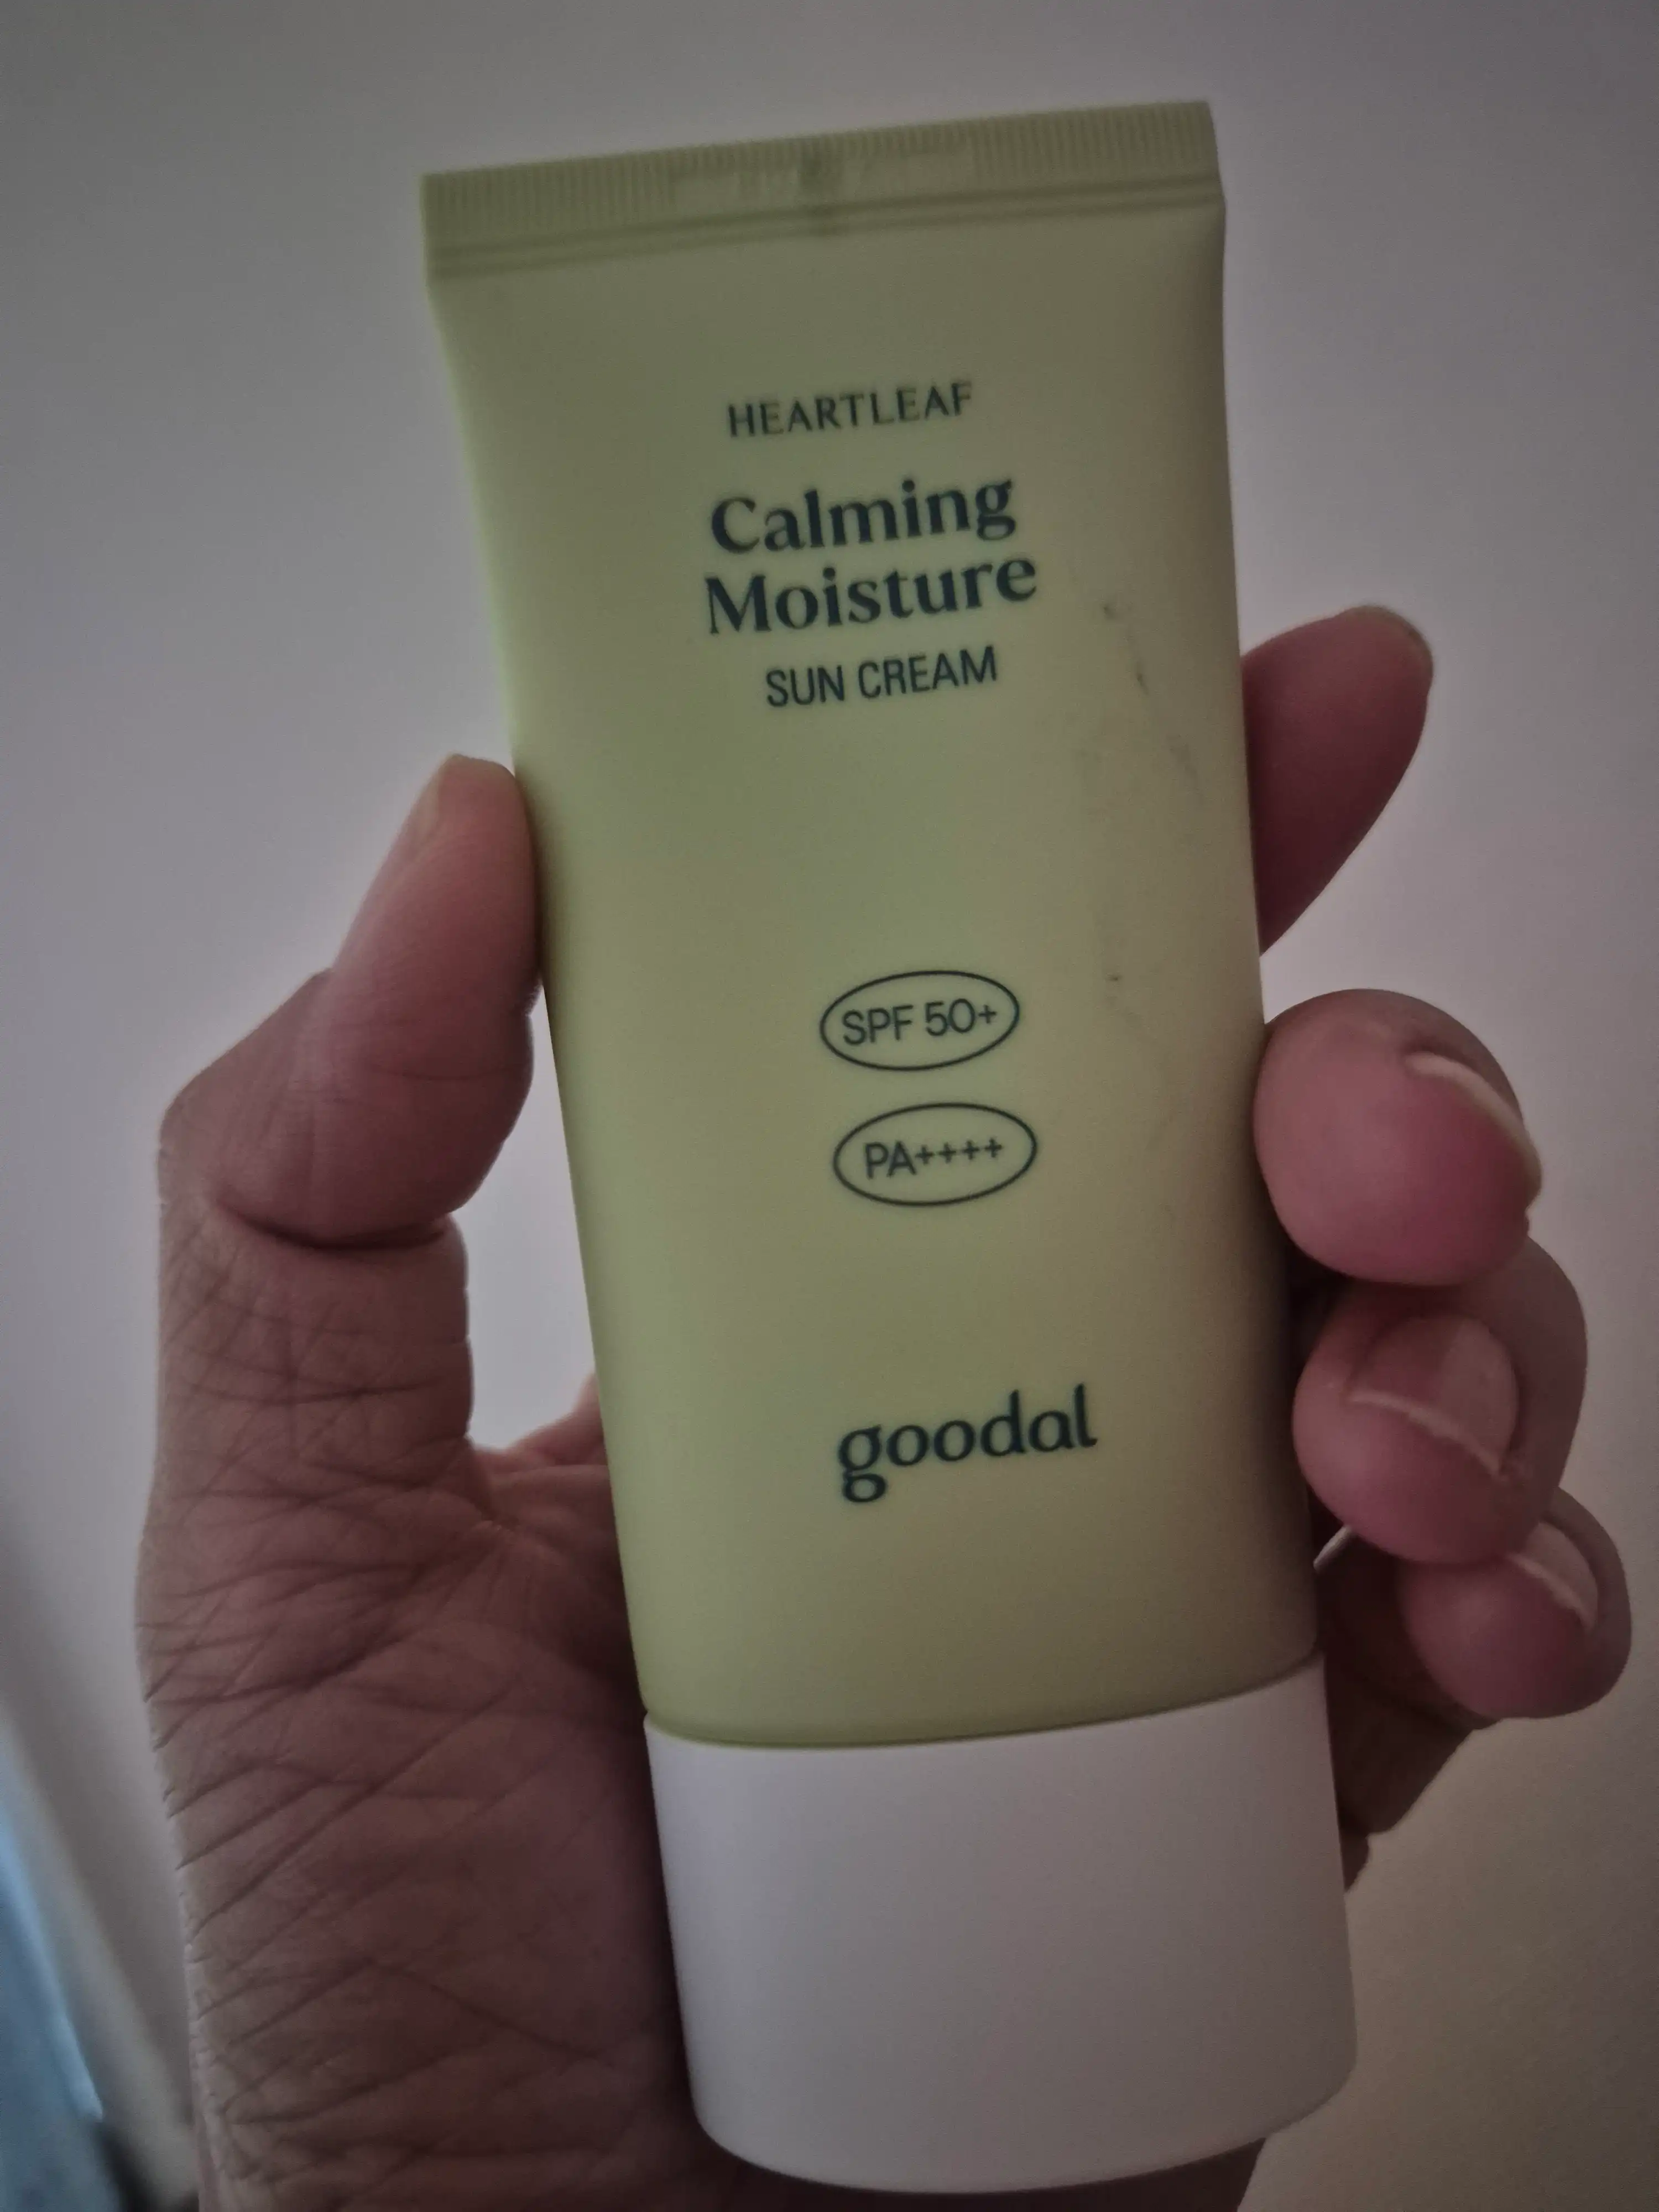 HEARTLEAF
Calming
Moisture
SUN CREAM
SPF 50+
PA++++
goodal